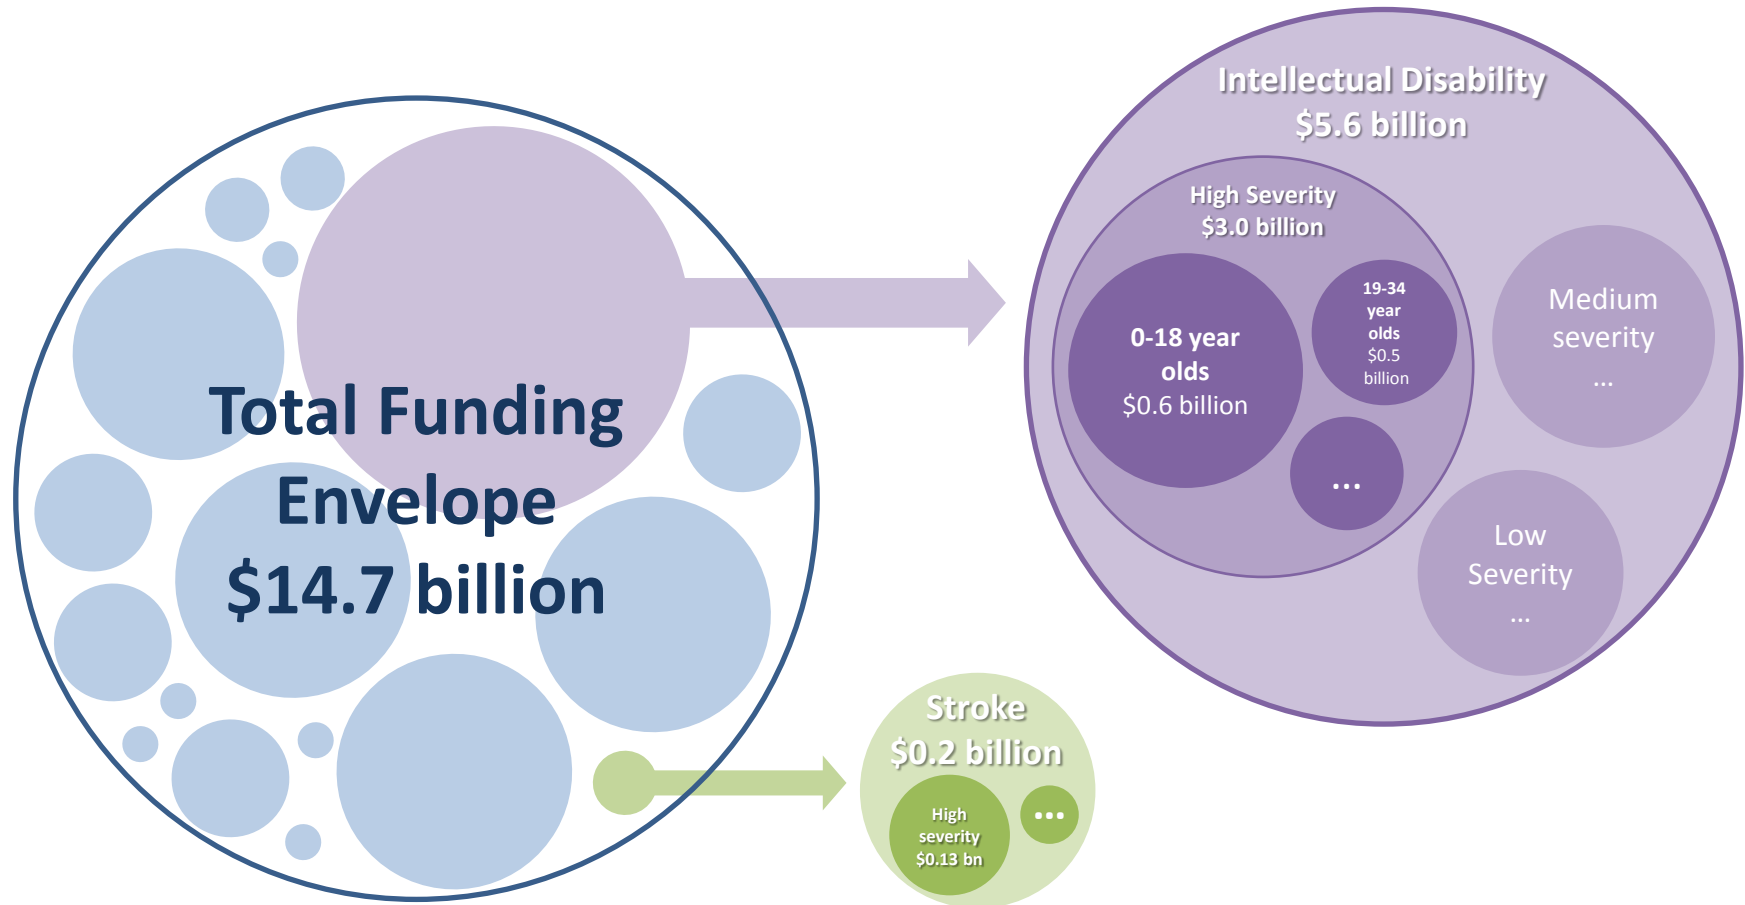 Total Funding
Envelope
$14.7 billion
Intellectual Disability
$5.6 billion
High Severity
$3.0 billion
0-18 year
olds
$0.6 billion
19-34
year
olds
$0.5
billion
...
Medium
severity
...
Low
Severity
...
Stroke
$0.2 billion
High
severity
$0.13 bn
...